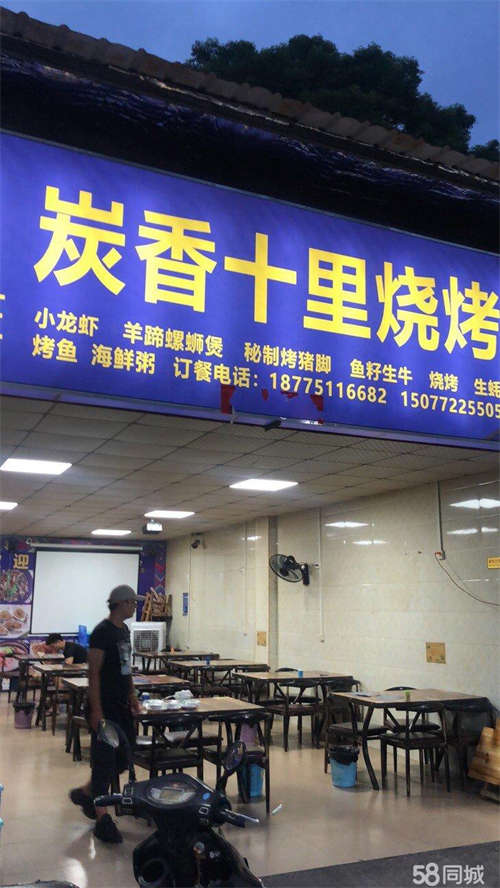 炭香十里烧烤
小龙虾 羊蹄螺蛳煲 秘制烤猪脚 鱼籽生牛 烧烤 生蚝
烤鱼 海鲜粥 订餐电话：18775116682 15077225505
迎
58同城